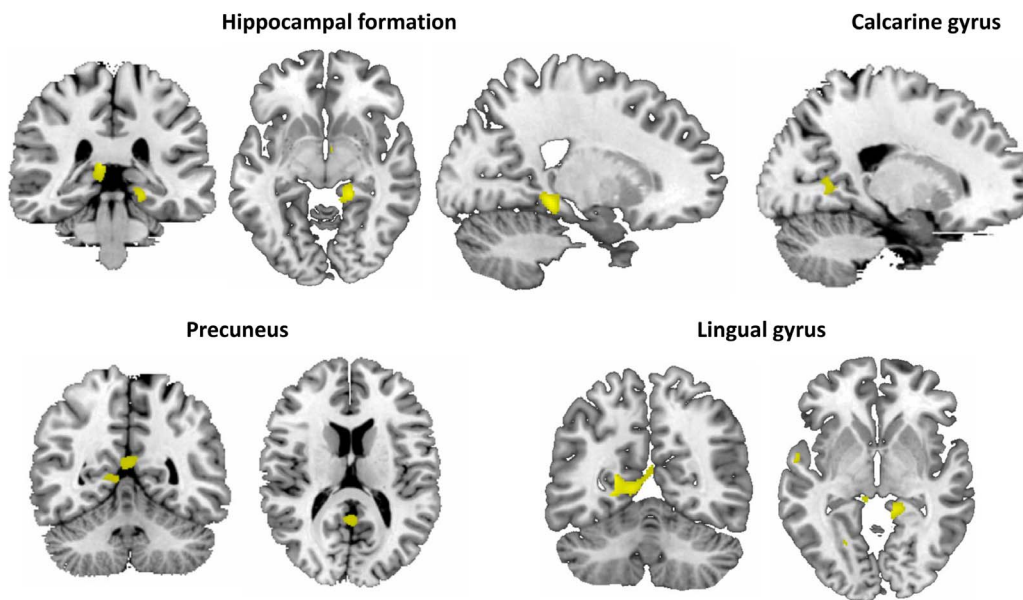 Hippocampal formation
Calcarine gyrus
Precuneus
Lingual gyrus